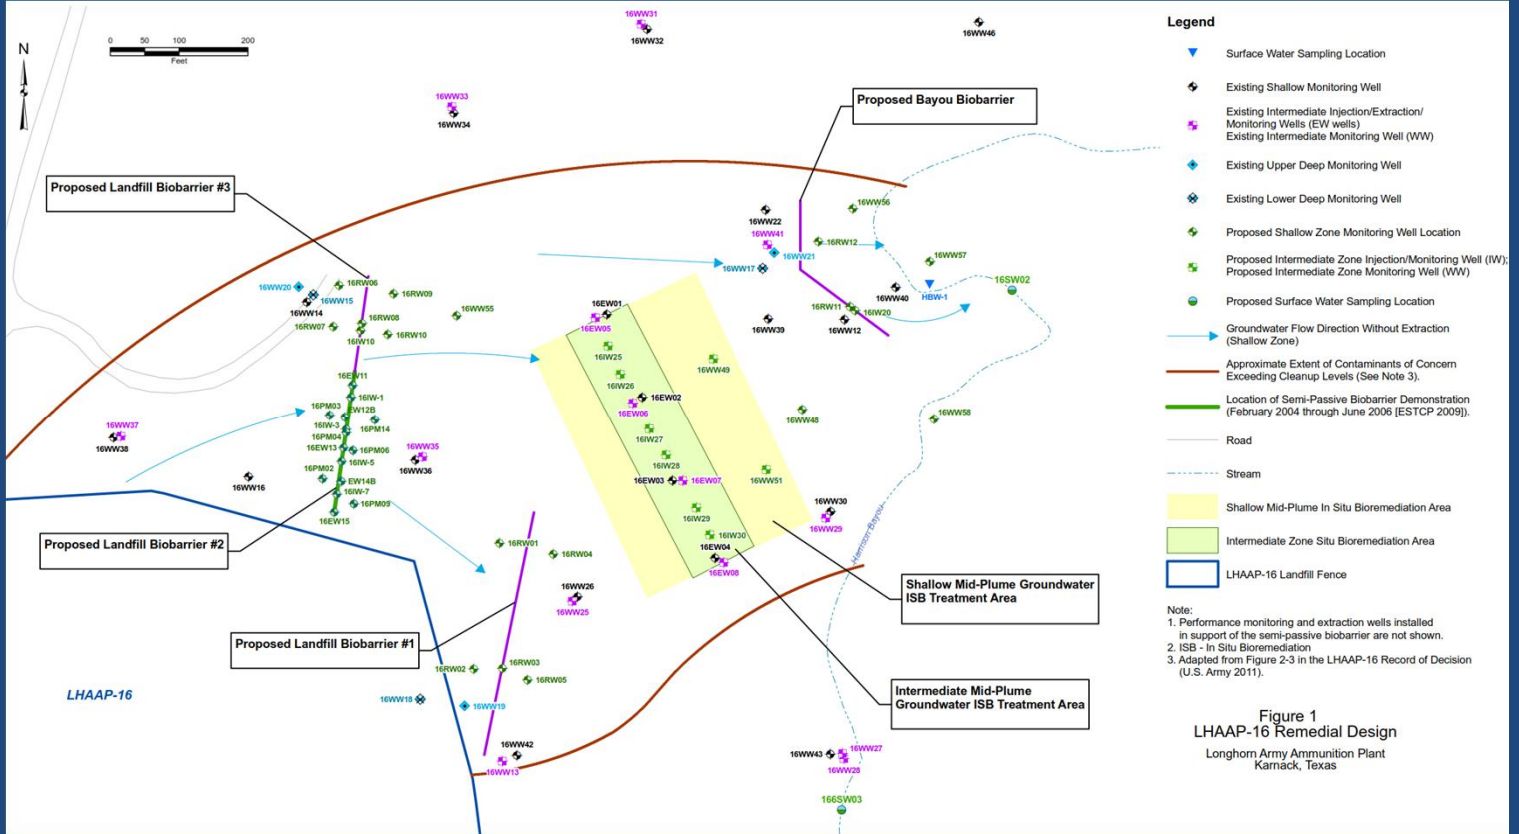 16WW31
16WW32
16WW46
N
0 50 100 200
Feet
16WW33
16WW34
Proposed Bayou Biobarrier
Proposed Landfill Biobarrier #3
16WW56
16WW22
16WW41
16RW12
16WW21
16WW17
16WW57
16SW02
HBW-1
16WW40
16WW20
16WW15
16WW14
16RW06
16RW09
16RW07
16RW08
16IW10
16RW10
16WW55
16EW01
16EW05
16IW25
16IW26
16EW02
16EW06
16IW27
16IW28
16EW03
16EW07
16IW29
16IW30
16EW04
16EW08
16WW49
16WW39
16RW11
16IW20
16WW12
16WW48
16WW58
16WW51
16WW30
16WW29
Harrison Bayou
16EW11
16IW-1
16PM03
EW12B
16IW-3
16PM14
16PM04
16EW13
16PM06
16IW-5
16PM02
EW14B
16IW-7
16PM09
16EW15
16WW37
16WW38
16WW35
16WW36
16WW16
Proposed Landfill Biobarrier #2
16RW01
16RW04
16WW26
16WW25
Proposed Landfill Biobarrier #1
16RW02
16RW03
16RW05
16WW18
16WW19
16WW42
16WW13
LHAAP-16
Shallow Mid-Plume Groundwater
ISB Treatment Area
Intermediate Mid-Plume
Groundwater ISB Treatment Area
16WW43
16WW27
16WW28
166SW03
Legend
Surface Water Sampling Location
Existing Shallow Monitoring Well
Existing Intermediate Injection/Extraction/
Monitoring Wells (EW wells)
Existing Intermediate Monitoring Well (WW)
Existing Upper Deep Monitoring Well
Existing Lower Deep Monitoring Well
Proposed Shallow Zone Monitoring Well Location
Proposed Intermediate Zone Injection/Monitoring Well (IW);
Proposed Intermediate Zone Monitoring Well (WW)
Proposed Surface Water Sampling Location
Groundwater Flow Direction Without Extraction
(Shallow Zone)
Approximate Extent of Contaminants of Concern
Exceeding Cleanup Levels (See Note 3).
Location of Semi-Passive Biobarrier Demonstration
(February 2004 through June 2006 [ESTCP 2009]).
Road
Stream
Shallow Mid-Plume In Situ Bioremediation Area
Intermediate Zone Situ Bioremediation Area
LHAAP-16 Landfill Fence
Note:
1. Performance monitoring and extraction wells installed
in support of the semi-passive biobarrier are not shown.
2. ISB - In Situ Bioremediation
3. Adapted from Figure 2-3 in the LHAAP-16 Record of Decision
(U.S. Army 2011).
Figure 1
LHAAP-16 Remedial Design
Longhorn Army Ammunition Plant
Karnack, Texas